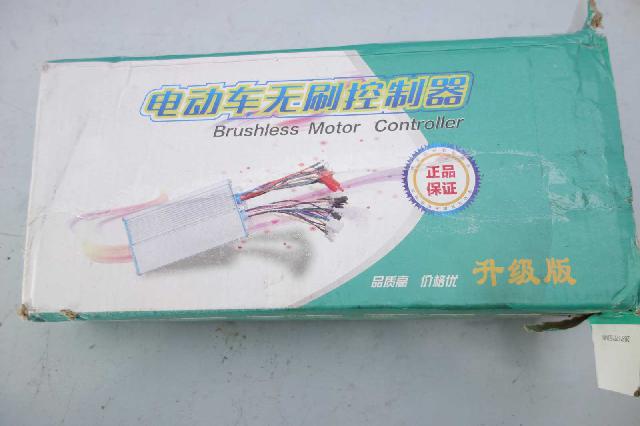 电动车无刷控制器
Brushless Motor Controller
正品
保证
品质高 价格优
升级版